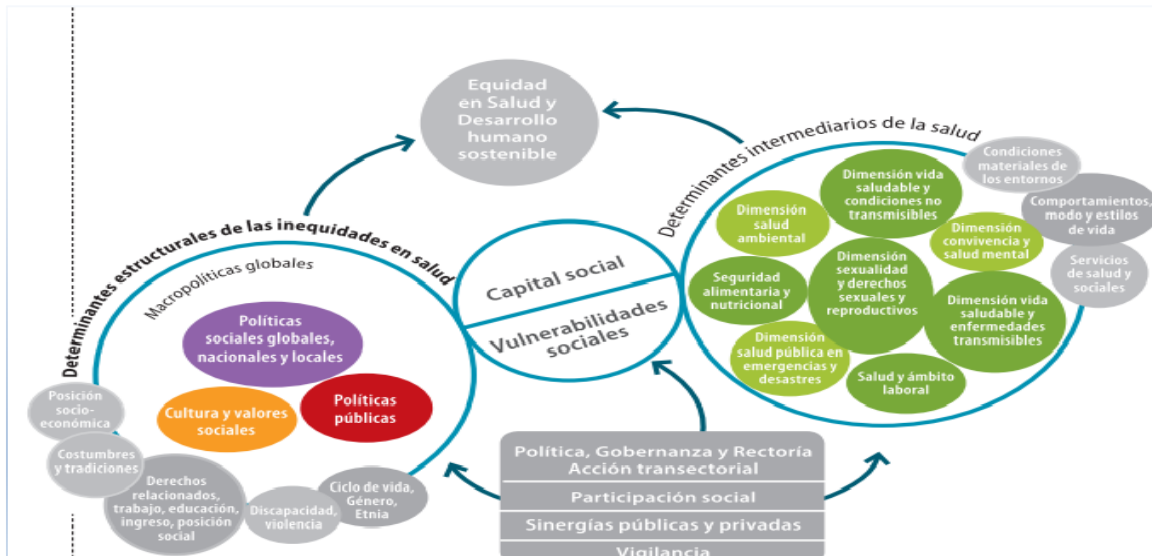 Equidad
en Salud y
Desarrollo
humano
sostenible
Determinantes estructurales de las inequidades en salud
Macropolíticas globales
Políticas
sociales globales,
nacionales y locales
Cultura y valores
sociales
Políticas
públicas
Posición
socio-
económica
Costumbres
y tradiciones
Derechos
relacionados,
trabajo, educación,
ingreso, posición
social
Discapacidad,
violencia
Ciclo de vida,
Género,
Etnia
Capital social
Vulnerabilidades
sociales
Determinantes intermediarios de la salud
Dimensión vida
saludable y
condiciones no
transmisibles
Dimensión
salud
ambiental
Dimensión
convivencia y
salud mental
Seguridad
alimentaria y
nutricional
Dimensión
sexualidad
y derechos
sexuales y
reproductivos
Dimensión vida
saludable y
enfermedades
transmisibles
Dimensión
salud pública en
emergencias y
desastres
Salud y ámbito
laboral
Condiciones
materiales de
los entornos
Comportamientos,
modo y estilos
de vida
Servicios
de salud y
sociales
Política, Gobernanza y Rectoría
Acción transectorial
Participación social
Sinergías públicas y privadas
Vigilancia